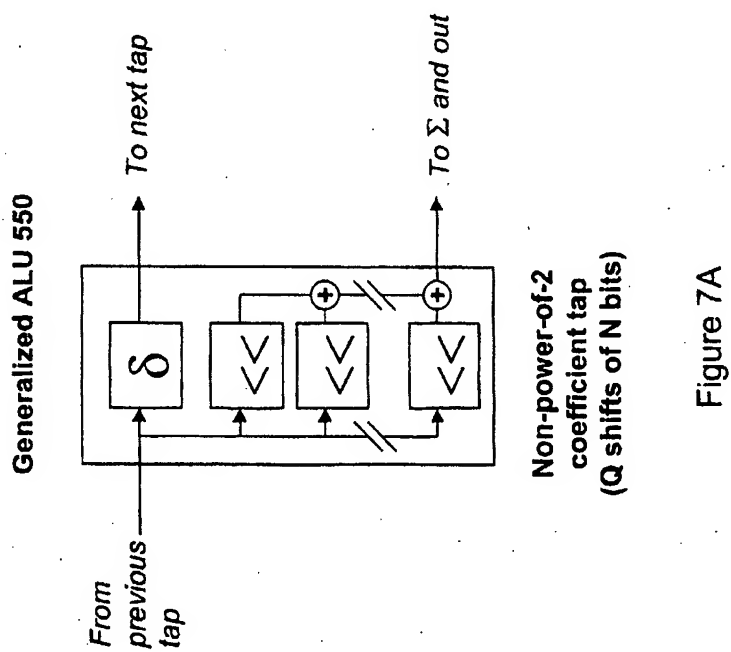 Generalized ALU 550
From
previous
tap
To next tap
δ
<<
<<
+
<<
+
To Σ and out
Non-power-of-2
coefficient tap
(Q shifts of N bits)
Figure 7A